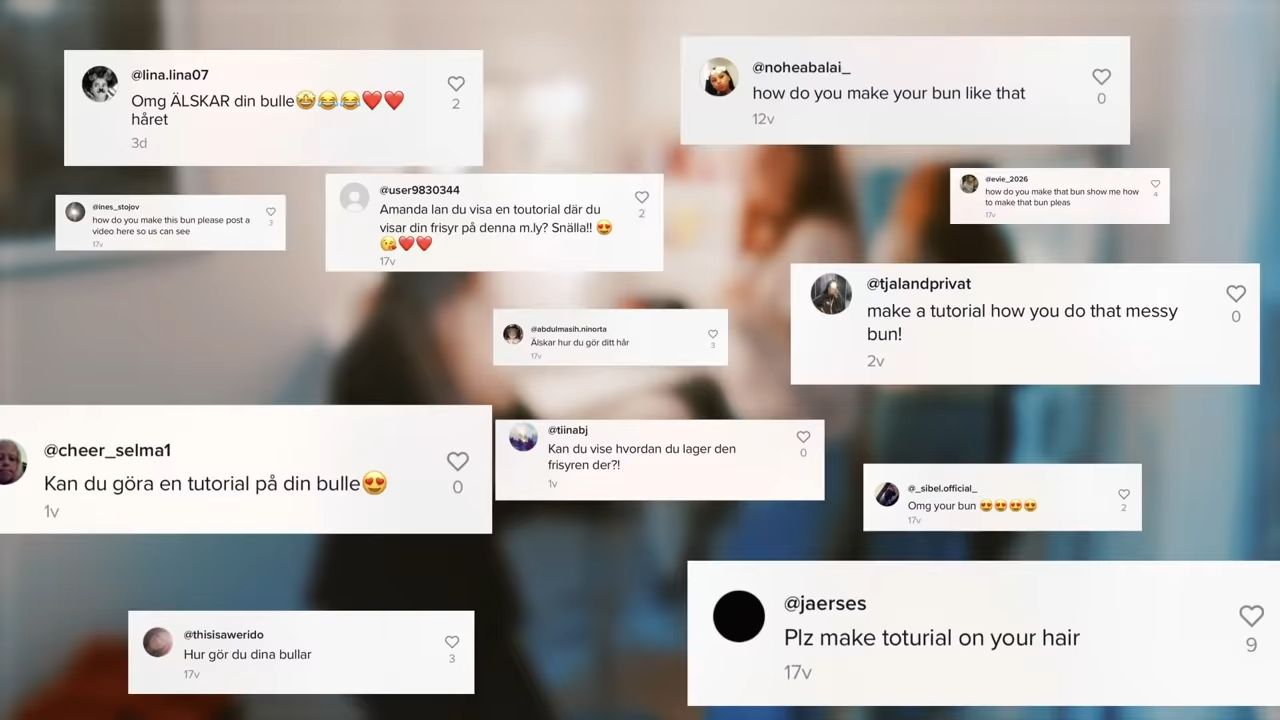 @lina.lina07
Omg ÄLSKAR din bulle🤩😂😂❤️❤️
håret
2
3d
@noheabalai_
how do you make your bun like that
0
12v
@ines_stojov
how do you make this bun please post a
video here so us can see
3
17v
@user9830344
Amanda lan du visa en toutorial där du
visar din frisyr på denna m.ly? Snälla!! 😍
😘❤️❤️
2
17v
@evie_2026
how do you make that bun show me how
to make that bun pleas
4
17v
@tjalandprivat
make a tutorial how you do that messy
bun!
0
2v
@abdulmasih.ninorta
Älskar hur du gör ditt hår
3
17v
@cheer_selma1
Kan du göra en tutorial på din bulle😍
0
1v
@tiinabj
Kan du vise hvordan du lager den
frisyren der?!
0
1v
@_sibel.official_
Omg your bun 😍😍😍😍
2
17v
@thisisawerido
Hur gör du dina bullar
3
17v
@jaerses
Plz make toturial on your hair
9
17v